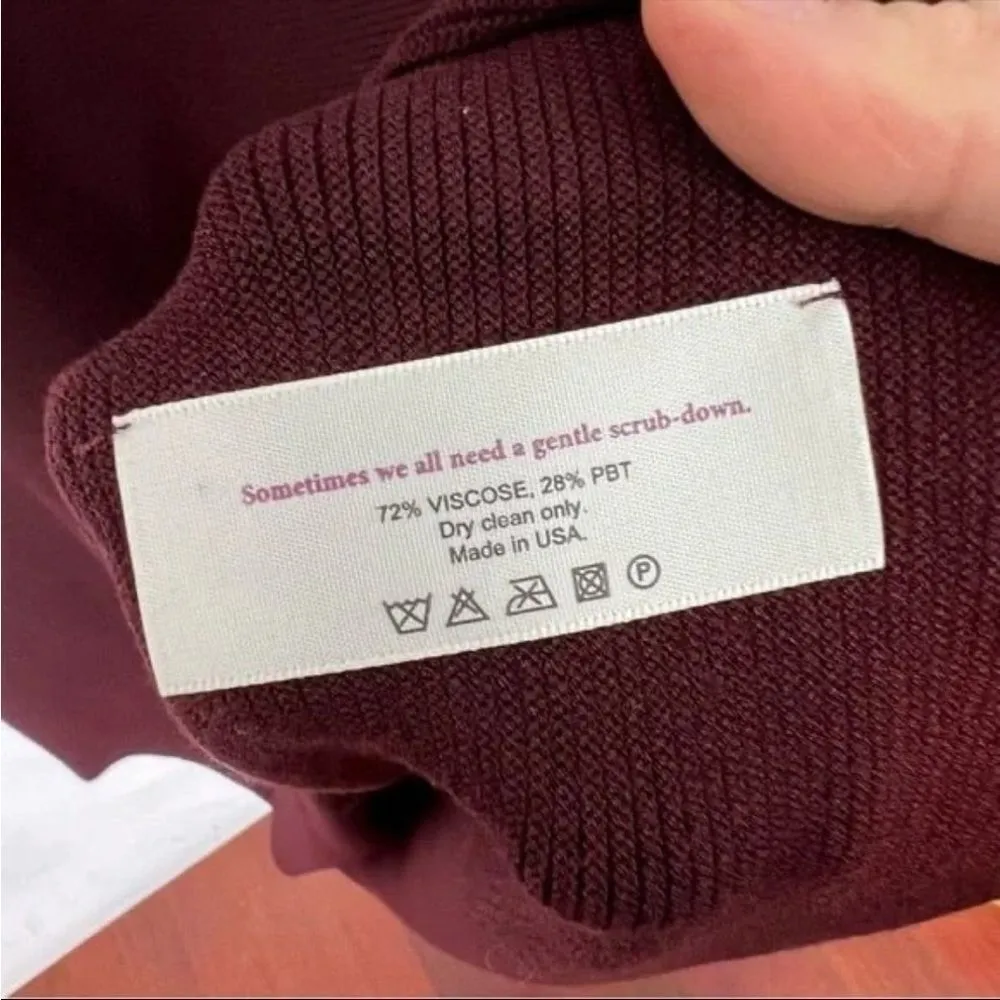 Sometimes we all need a gentle scrub-down.
72% VISCOSE, 28% PBT
Dry clean only.
Made in USA.
P